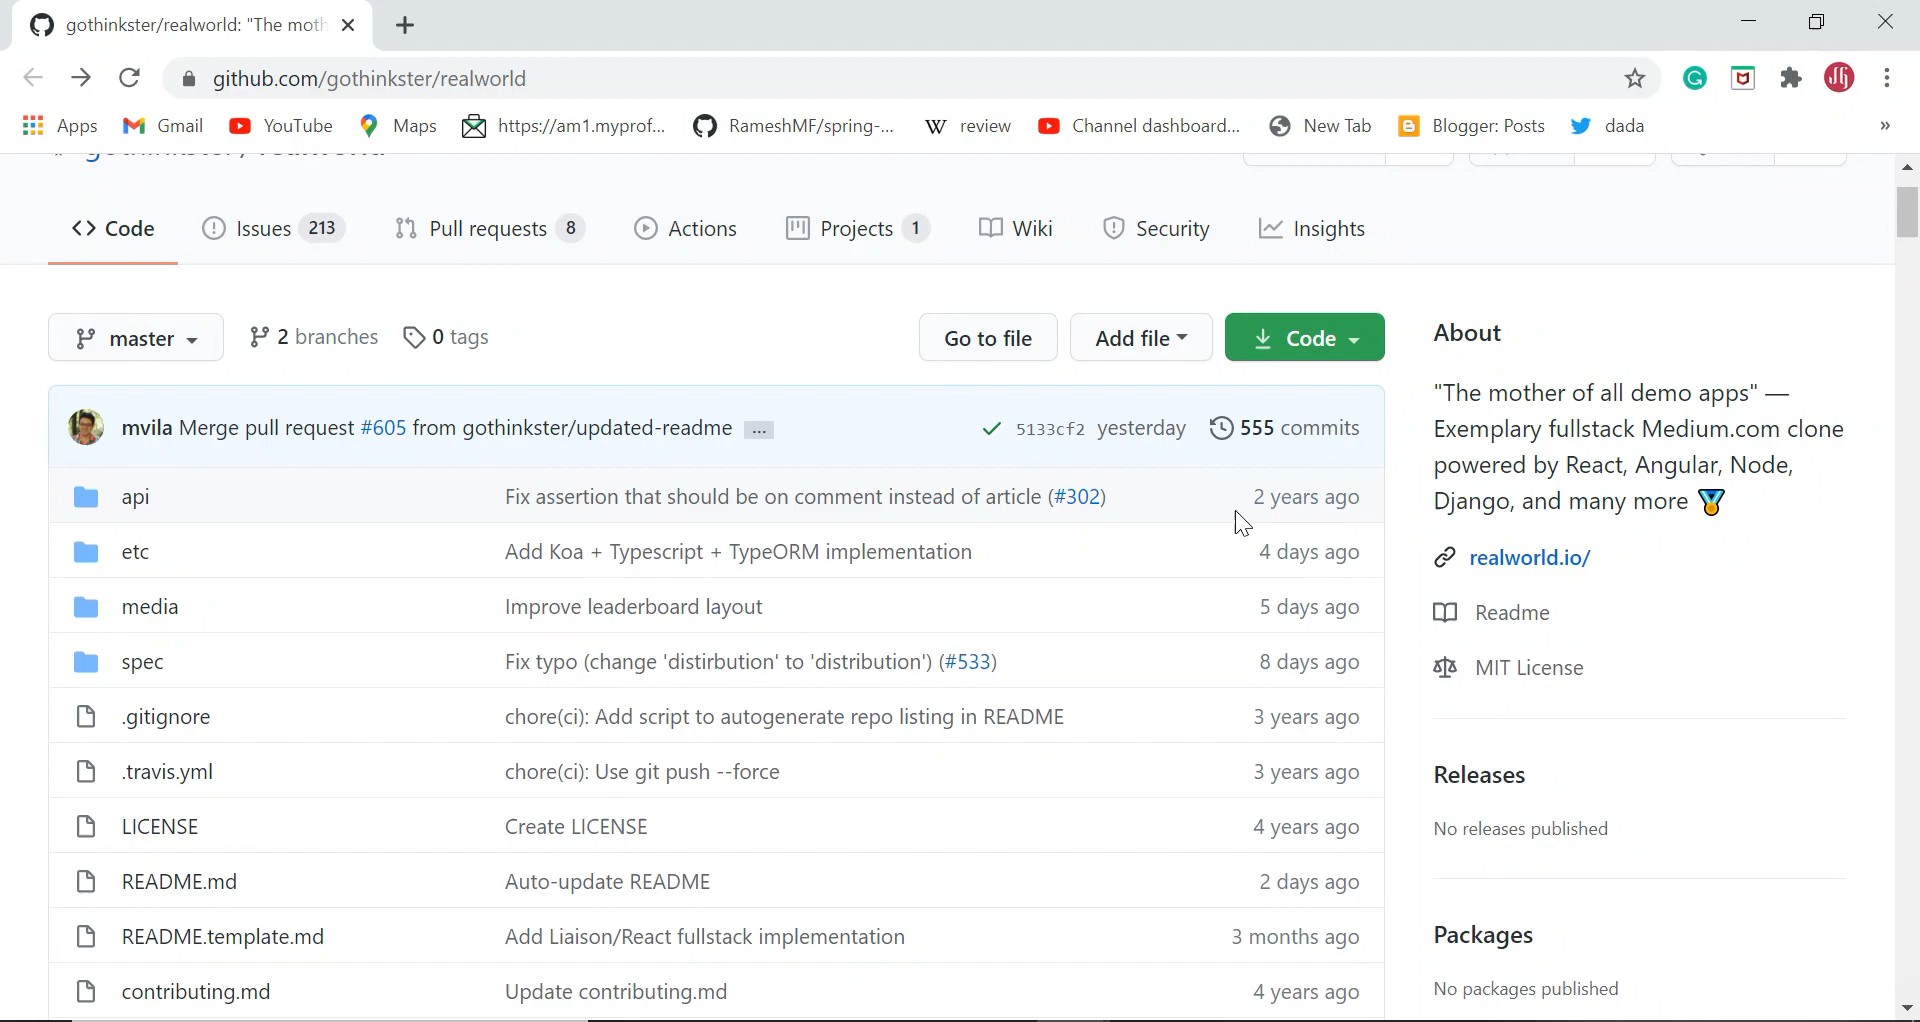 gothinkster/realworld: "The moth
github.com/gothinkster/realworld
Apps Gmail YouTube Maps https://am1.myprof... RameshMF/spring-... W review Channel dashboard... New Tab Blogger: Posts dada »
<> Code Issues 213 Pull requests 8 Actions Projects 1 Wiki Security Insights
master 2 branches 0 tags Go to file Add file Code
mvila Merge pull request #605 from gothinkster/updated-readme ... 5133cf2 yesterday 555 commits
api Fix assertion that should be on comment instead of article (#302) 2 years ago
etc Add Koa + Typescript + TypeORM implementation 4 days ago
media Improve leaderboard layout 5 days ago
spec Fix typo (change 'distirbution' to 'distribution') (#533) 8 days ago
.gitignore chore(ci): Add script to autogenerate repo listing in README 3 years ago
.travis.yml chore(ci): Use git push --force 3 years ago
LICENSE Create LICENSE 4 years ago
README.md Auto-update README 2 days ago
README.template.md Add Liaison/React fullstack implementation 3 months ago
contributing.md Update contributing.md 4 years ago
About
"The mother of all demo apps" —
Exemplary fullstack Medium.com clone
powered by React, Angular, Node,
Django, and many more 🏅
realworld.io/
Readme
MIT License
Releases
No releases published
Packages
No packages published